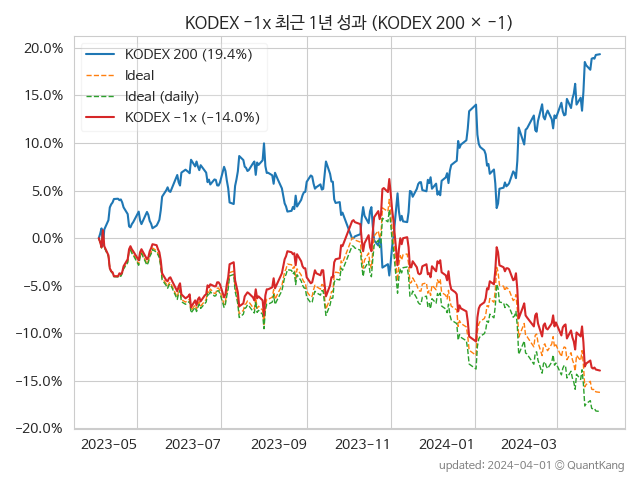 KODEX −1x 최근 1년 성과 (KODEX 200 × −1)
20.0%
15.0%
10.0%
5.0%
0.0%
−5.0%
−10.0%
−15.0%
−20.0%
KODEX 200 (19.4%)
Ideal
Ideal (daily)
KODEX −1x (−14.0%)
2023−05 2023−07 2023−09 2023−11 2024−01 2024−03
updated: 2024−04−01 © QuantKang